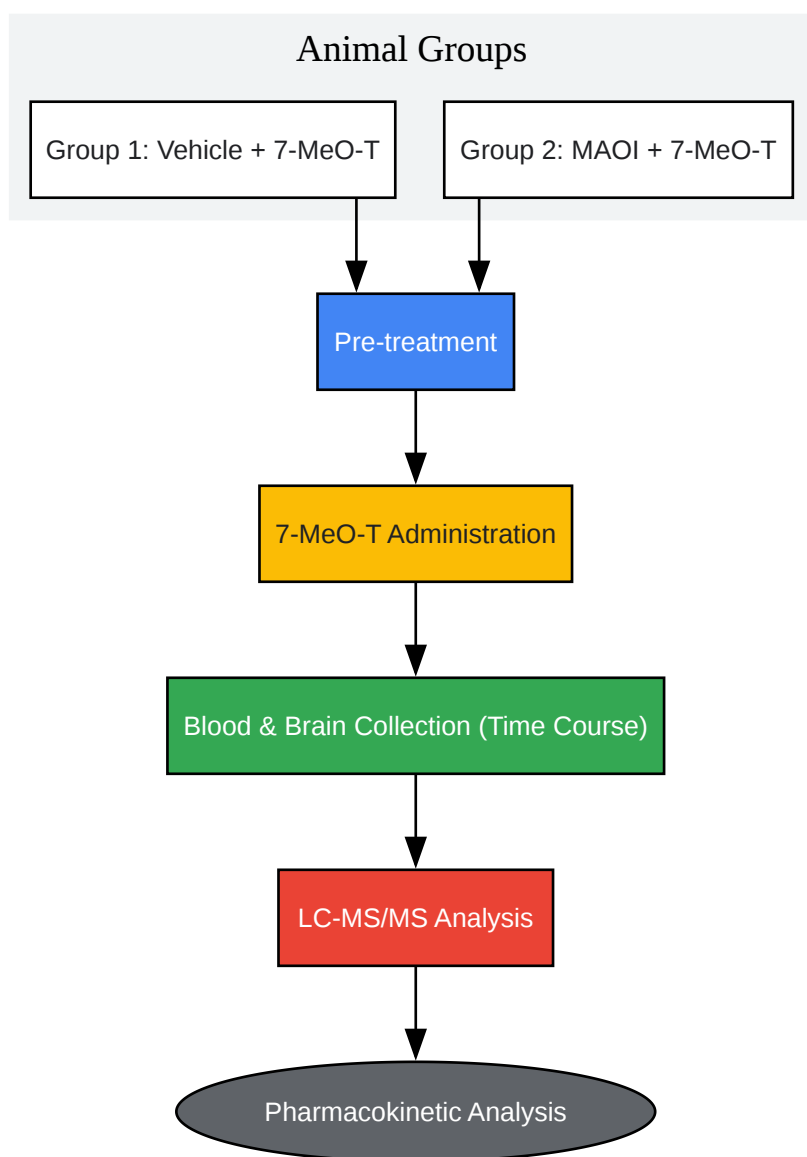 Animal Groups
Group 1: Vehicle + 7-MeO-T
Group 2: MAOI + 7-MeO-T
Pre-treatment
7-MeO-T Administration
Blood & Brain Collection (Time Course)
LC-MS/MS Analysis
Pharmacokinetic Analysis